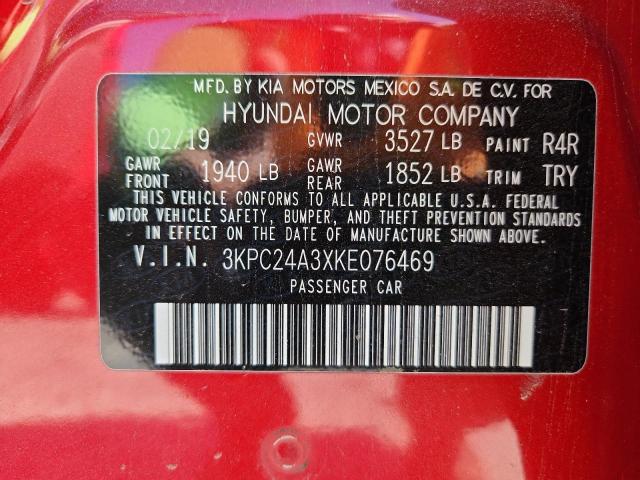 MFD. BY KIA MOTORS MEXICO S.A. DE C.V. FOR
HYUNDAI MOTOR COMPANY
02/19 GVWR 3527 LB PAINT R4R
GAWR FRONT 1940 LB GAWR REAR 1852 LB TRIM TRY
THIS VEHICLE CONFORMS TO ALL APPLICABLE U.S.A. FEDERAL
MOTOR VEHICLE SAFETY, BUMPER, AND THEFT PREVENTION STANDARDS
IN EFFECT ON THE DATE OF MANUFACTURE SHOWN ABOVE.
V.I.N. 3KPC24A3XKE076469
PASSENGER CAR